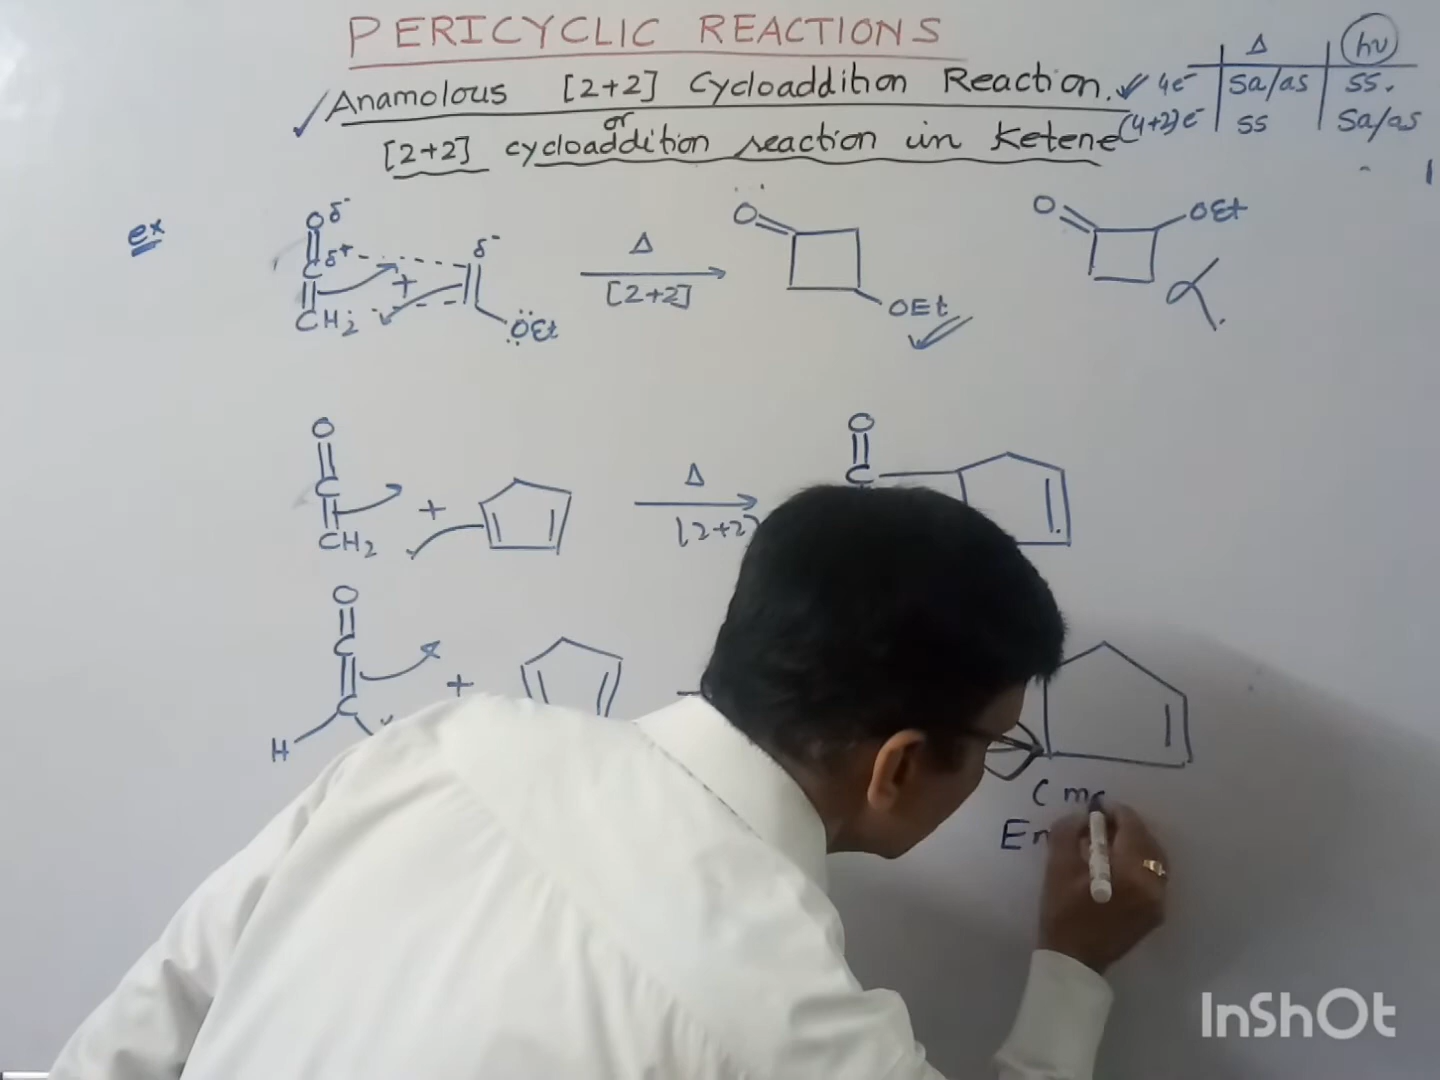 PERICYCLIC REACTIONS
Anamolous [2+2] Cycloaddition Reaction.
or
[2+2] cycloaddition reaction in Ketene
Δ hν
4e⁻ Sa/as SS.
(4+2)e⁻ SS Sa/as
ex
O δ⁻
C δ⁺ δ⁻
+
CH₂ ÖEt
Δ
[2+2]
O
OEt
O OEt
O
C
CH₂
+
Δ
[2+2]
O
C
O
C
C
H
+
Em